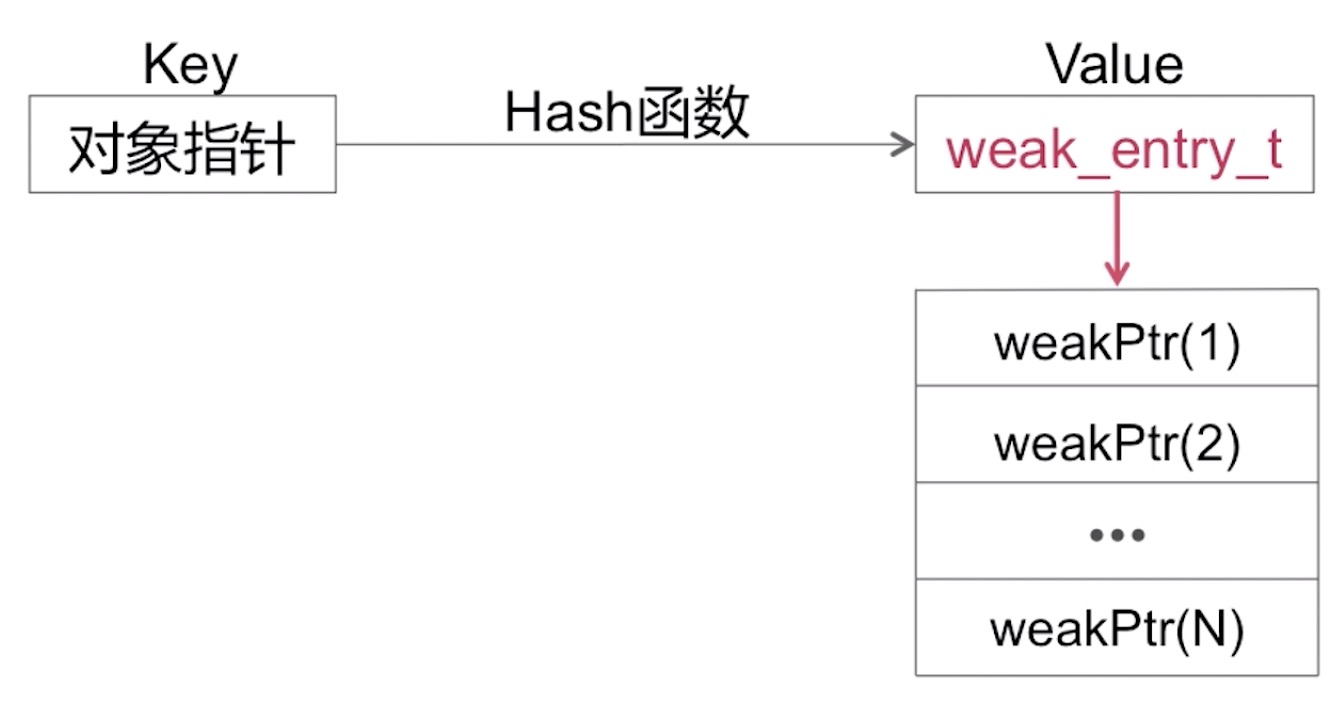 Key
Value
对象指针
Hash函数
weak_entry_t
weakPtr(1)
weakPtr(2)
•••
weakPtr(N)